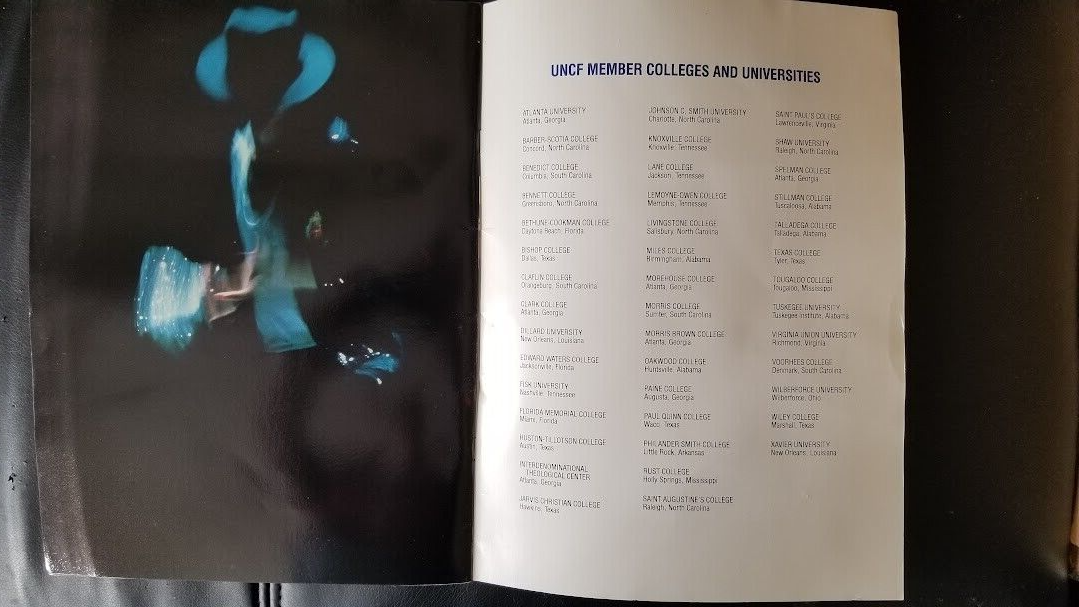 UNCF MEMBER COLLEGES AND UNIVERSITIES
ATLANTA UNIVERSITY
Atlanta, Georgia
BARBER-SCOTIA COLLEGE
Concord, North Carolina
BENEDICT COLLEGE
Columbia, South Carolina
BENNETT COLLEGE
Greensboro, North Carolina
BETHUNE-COOKMAN COLLEGE
Daytona Beach, Florida
BISHOP COLLEGE
Dallas, Texas
CLAFLIN COLLEGE
Orangeburg, South Carolina
CLARK COLLEGE
Atlanta, Georgia
DILLARD UNIVERSITY
New Orleans, Louisiana
EDWARD WATERS COLLEGE
Jacksonville, Florida
FISK UNIVERSITY
Nashville, Tennessee
FLORIDA MEMORIAL COLLEGE
Miami, Florida
HUSTON-TILLOTSON COLLEGE
Austin, Texas
INTERDENOMINATIONAL
THEOLOGICAL CENTER
Atlanta, Georgia
JARVIS CHRISTIAN COLLEGE
Hawkins, Texas
JOHNSON C. SMITH UNIVERSITY
Charlotte, North Carolina
KNOXVILLE COLLEGE
Knoxville, Tennessee
LANE COLLEGE
Jackson, Tennessee
LEMOYNE-OWEN COLLEGE
Memphis, Tennessee
LIVINGSTONE COLLEGE
Salisbury, North Carolina
MILES COLLEGE
Birmingham, Alabama
MOREHOUSE COLLEGE
Atlanta, Georgia
MORRIS COLLEGE
Sumter, South Carolina
MORRIS BROWN COLLEGE
Atlanta, Georgia
OAKWOOD COLLEGE
Huntsville, Alabama
PAINE COLLEGE
Augusta, Georgia
PAUL QUINN COLLEGE
Waco, Texas
PHILANDER SMITH COLLEGE
Little Rock, Arkansas
RUST COLLEGE
Holly Springs, Mississippi
SAINT AUGUSTINE'S COLLEGE
Raleigh, North Carolina
SAINT PAUL'S COLLEGE
Lawrenceville, Virginia
SHAW UNIVERSITY
Raleigh, North Carolina
SPELMAN COLLEGE
Atlanta, Georgia
STILLMAN COLLEGE
Tuscaloosa, Alabama
TALLADEGA COLLEGE
Talladega, Alabama
TEXAS COLLEGE
Tyler, Texas
TOUGALOO COLLEGE
Tougaloo, Mississippi
TUSKEGEE UNIVERSITY
Tuskegee Institute, Alabama
VIRGINIA UNION UNIVERSITY
Richmond, Virginia
VOORHEES COLLEGE
Denmark, South Carolina
WILBERFORCE UNIVERSITY
Wilberforce, Ohio
WILEY COLLEGE
Marshall, Texas
XAVIER UNIVERSITY
New Orleans, Louisiana